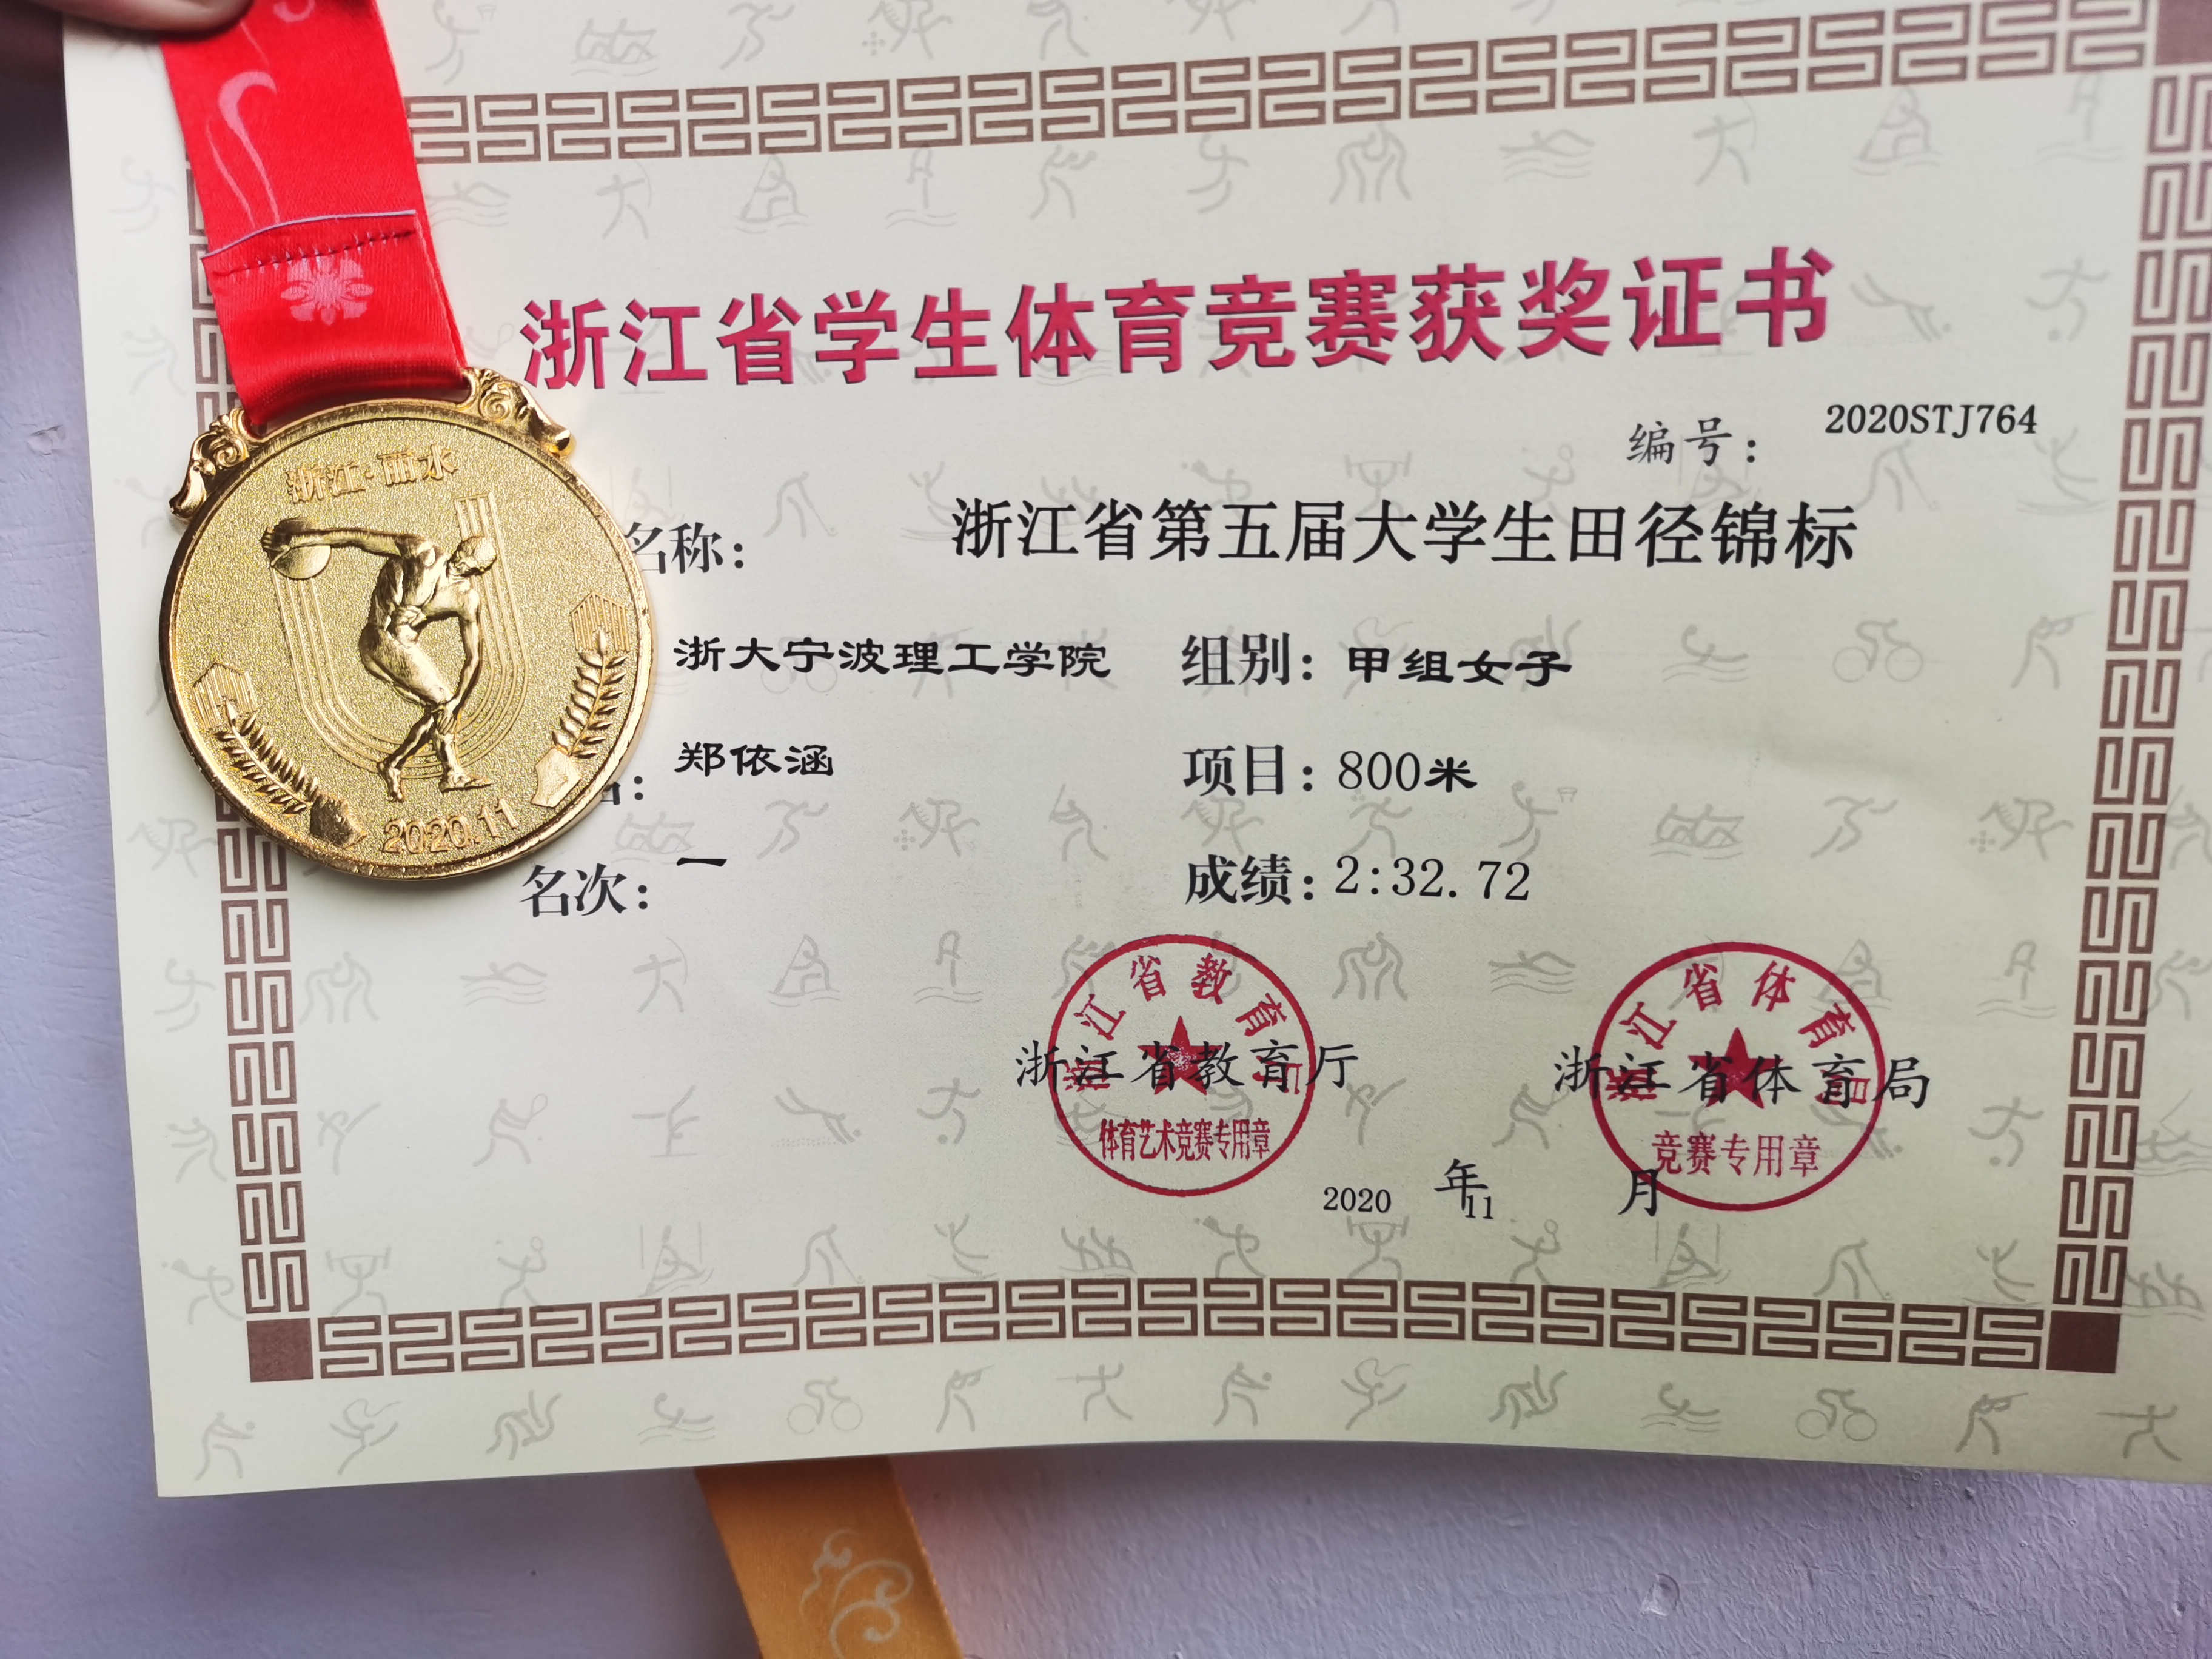 浙江省学生体育竞赛获奖证书
编号: 2020STJ764
名称: 浙江省第五届大学生田径锦标
浙大宁波理工学院 组别: 甲组女子
: 郑依涵 项目: 800米
名次: 一 成绩: 2:32.72
浙江省教育厅 浙江省体育局
2020 年 11 月
浙江省教育厅
体育艺术竞赛专用章
浙江省体育局
竞赛专用章
浙江·丽水
2020.11